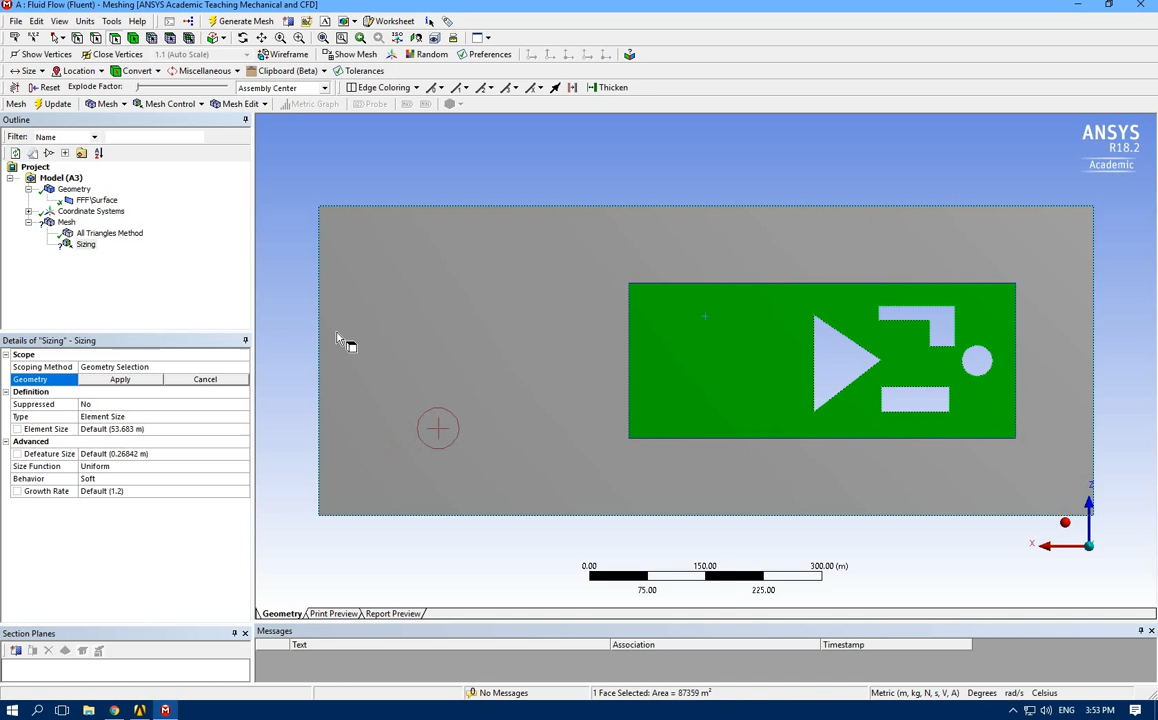 A : Fluid Flow (Fluent) - Meshing [ANSYS Academic Teaching Mechanical and CFD]
File Edit View Units Tools Help Generate Mesh Worksheet
Show Vertices Close Vertices 1.1 (Auto Scale) Wireframe Show Mesh Random Preferences
Size Location Convert Miscellaneous Clipboard (Beta) Tolerances
Reset Explode Factor: Assembly Center Edge Coloring Thicken
Mesh Update Mesh Mesh Control Mesh Edit Metric Graph Probe
Outline
Filter: Name
Project
Model (A3)
Geometry
FFF\Surface
Coordinate Systems
Mesh
All Triangles Method
Sizing
Details of "Sizing" - Sizing
Scope
Scoping Method Geometry Selection
Geometry Apply Cancel
Definition
Suppressed No
Type Element Size
Element Size Default (53.683 m)
Advanced
Defeature Size Default (0.26842 m)
Size Function Uniform
Behavior Soft
Growth Rate Default (1.2)
ANSYS
R18.2
Academic
Z
X
0.00 150.00 300.00 (m)
75.00 225.00
Geometry Print Preview Report Preview
Section Planes
Messages
Text Association Timestamp
No Messages 1 Face Selected: Area = 87359 m² Metric (m, kg, N, s, V, A) Degrees rad/s Celsius
ENG 3:53 PM